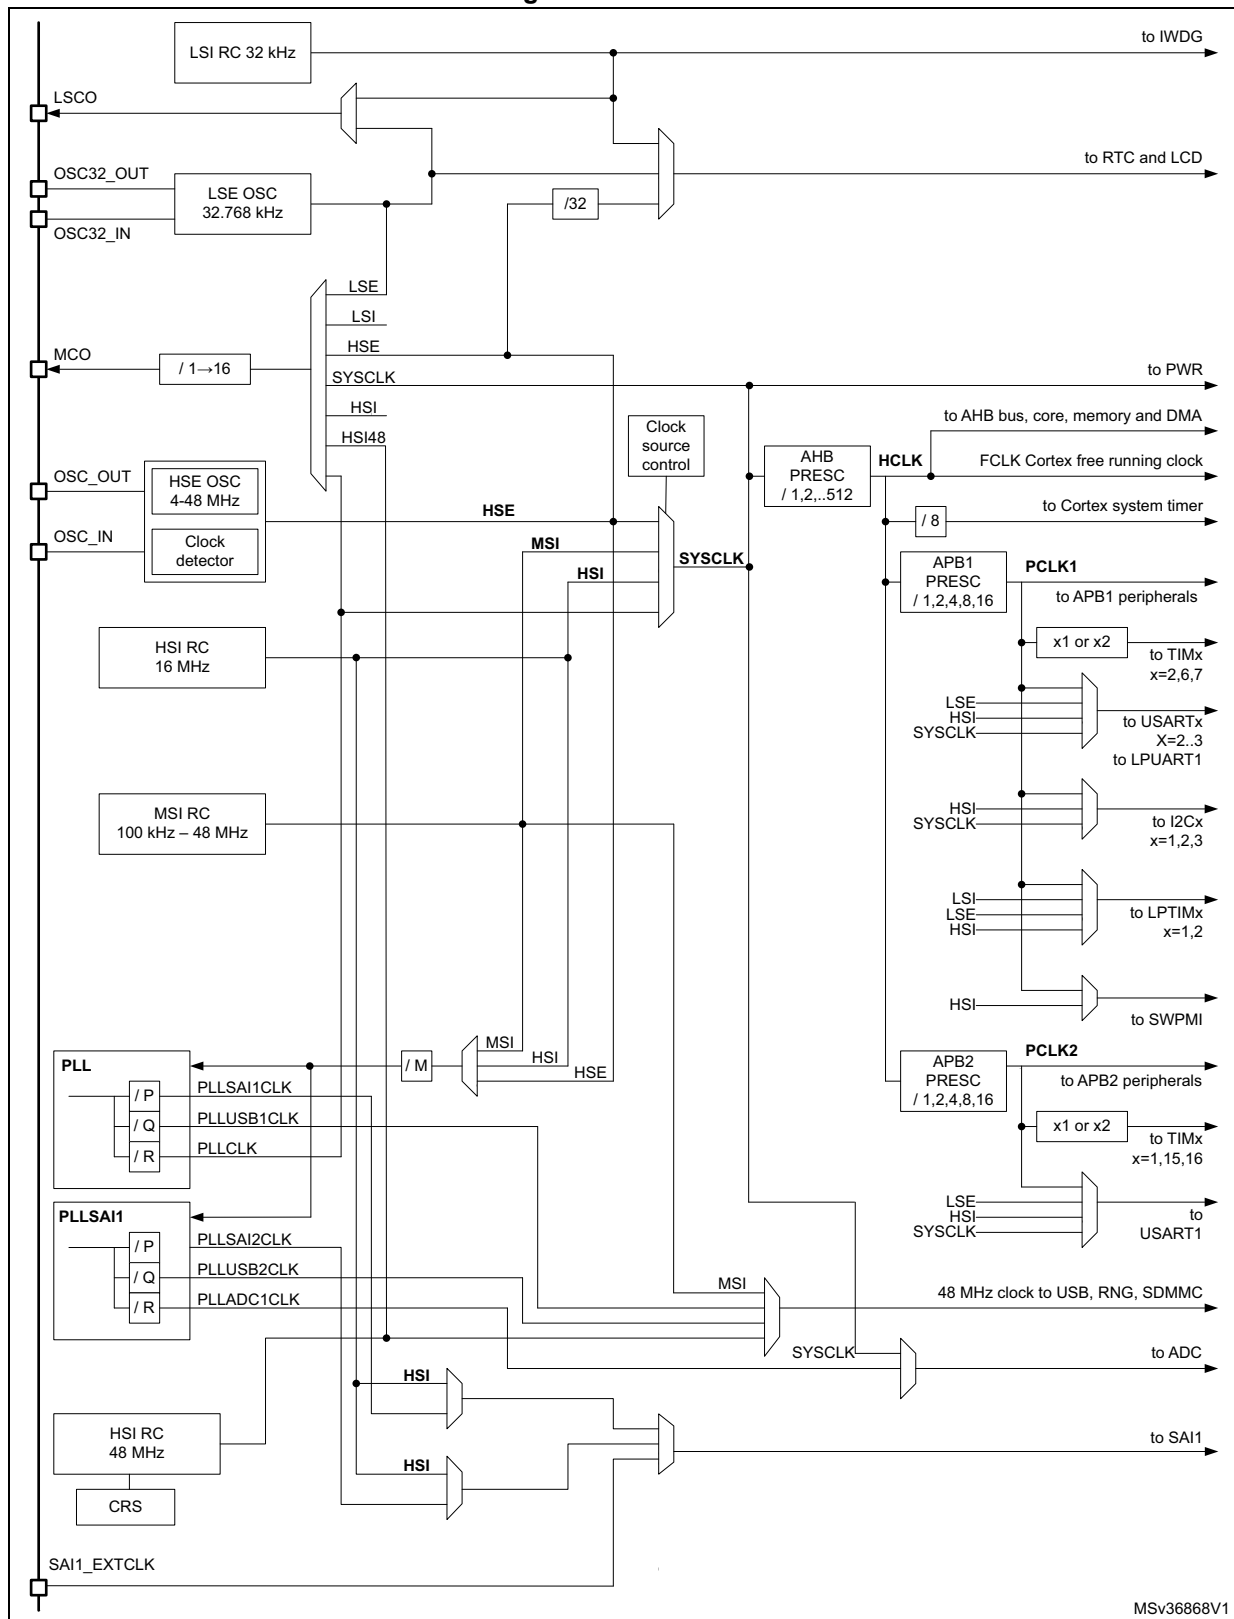 LSI RC 32 kHz
to IWDG
LSCO
OSC32_OUT
to RTC and LCD
LSE OSC
32.768 kHz
/32
OSC32_IN
LSE
LSI
HSE
MCO
/ 1→16
SYSCLK
to PWR
HSI
to AHB bus, core, memory and DMA
Clock
source
control
HSI48
AHB
PRESC
/ 1,2,..512
HCLK
FCLK Cortex free running clock
OSC_OUT
HSE OSC
4-48 MHz
to Cortex system timer
/ 8
HSE
OSC_IN
Clock
detector
MSI
SYSCLK
HSI
APB1
PRESC
/ 1,2,4,8,16
PCLK1
to APB1 peripherals
HSI RC
16 MHz
x1 or x2
to TIMx
x=2,6,7
LSE
HSI
SYSCLK
to USARTx
X=2..3
to LPUART1
MSI RC
100 kHz – 48 MHz
HSI
SYSCLK
to I2Cx
x=1,2,3
LSI
LSE
HSI
to LPTIMx
x=1,2
HSI
to SWPMI
MSI
HSI
HSE
/ M
PLL
/ P
PLLSAI1CLK
/ Q
PLLUSB1CLK
/ R
PLLCLK
APB2
PRESC
/ 1,2,4,8,16
PCLK2
to APB2 peripherals
x1 or x2
to TIMx
x=1,15,16
LSE
HSI
SYSCLK
to
USART1
PLLSAI1
/ P
PLLSAI2CLK
/ Q
PLLUSB2CLK
/ R
PLLADC1CLK
MSI
48 MHz clock to USB, RNG, SDMMC
SYSCLK
to ADC
HSI
HSI RC
48 MHz
to SAI1
HSI
CRS
SAI1_EXTCLK
MSv36868V1